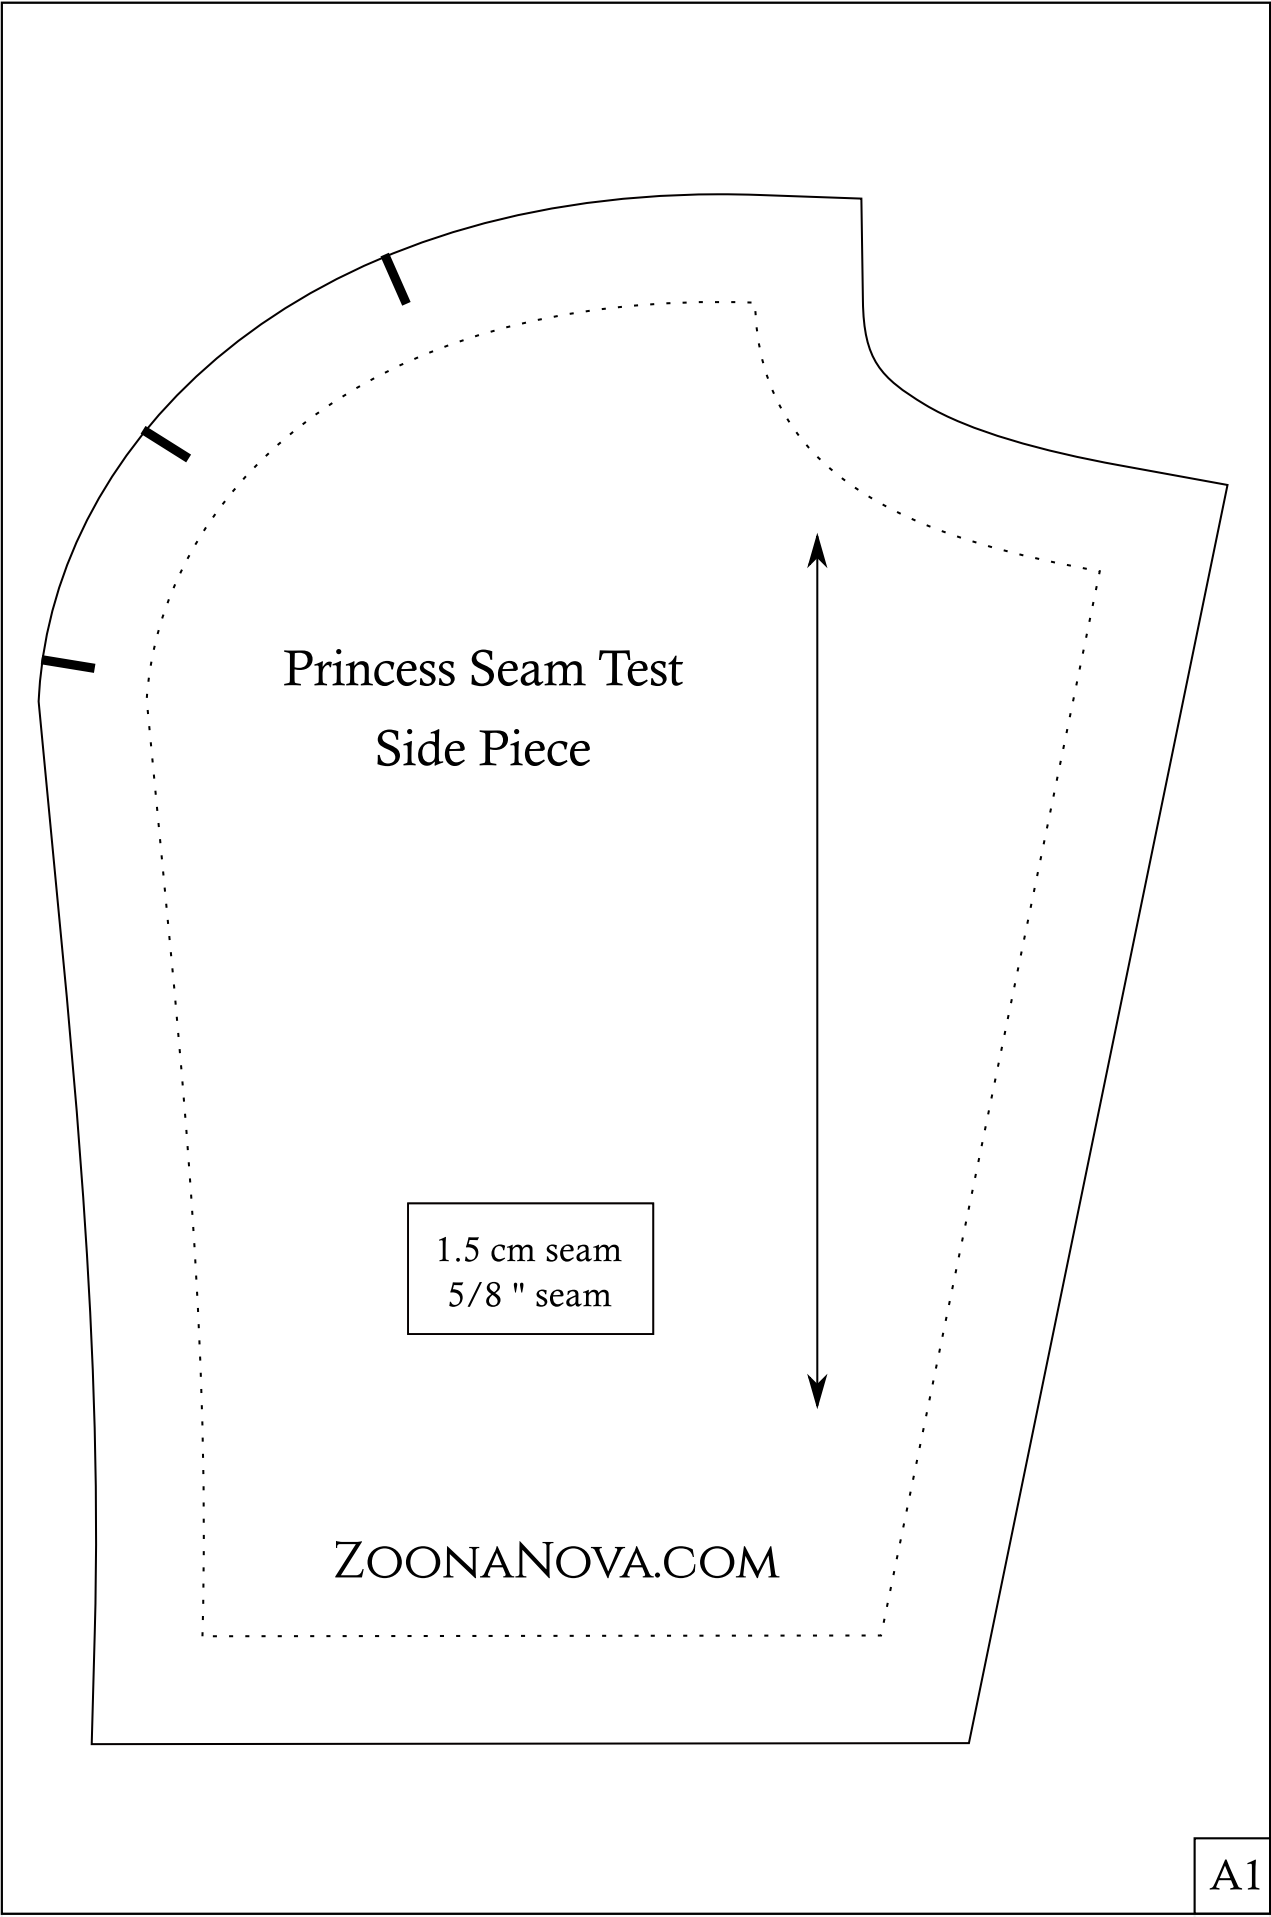 Princess Seam Test
Side Piece
1.5 cm seam
5/8 " seam
ZoonaNova.com
A1